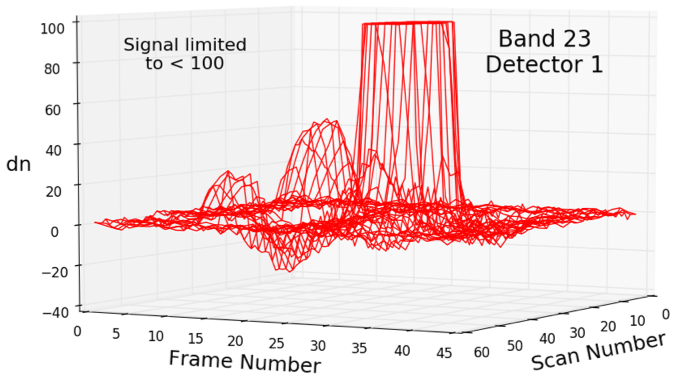 Signal limited
to < 100
Band 23
Detector 1
dn
100
80
60
40
20
0
−20
−40
0 5 10 15 20 25 30 35 40 45
Frame Number
60 50 40 30 20 10 0
Scan Number